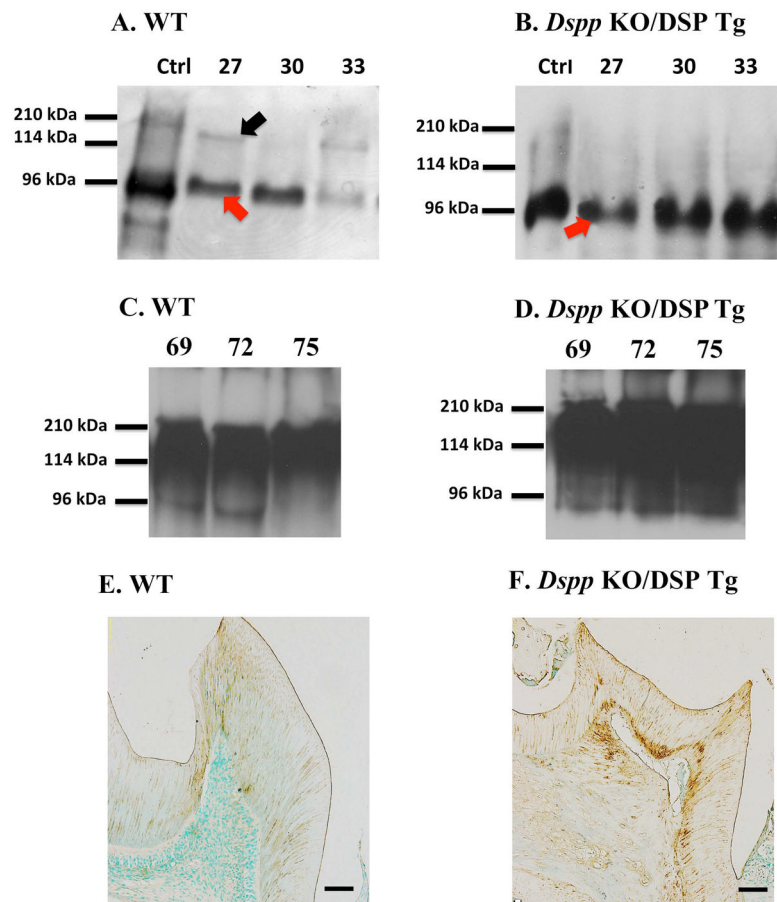 A. WT
Ctrl 27 30 33
210 kDa
114 kDa
96 kDa
B. Dspp KO/DSP Tg
Ctrl 27 30 33
210 kDa
114 kDa
96 kDa
C. WT
69 72 75
210 kDa
114 kDa
96 kDa
D. Dspp KO/DSP Tg
69 72 75
210 kDa
114 kDa
96 kDa
E. WT
F. Dspp KO/DSP Tg